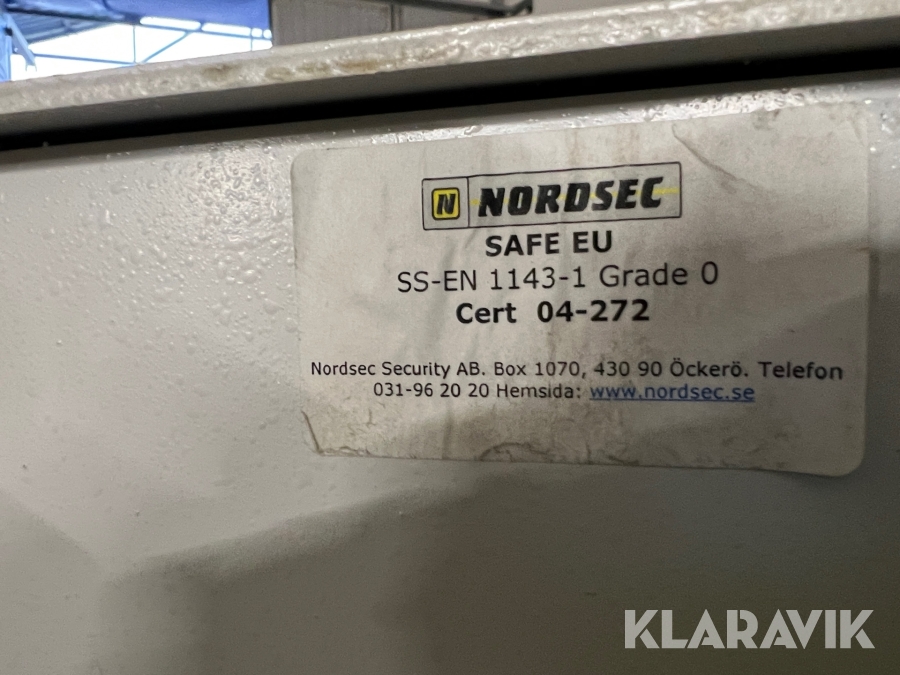 N NORDSEC
SAFE EU
SS-EN 1143-1 Grade 0
Cert 04-272
Nordsec Security AB. Box 1070, 430 90 Öckerö. Telefon
031-96 20 20 Hemsida: www.nordsec.se
KLARAVIK